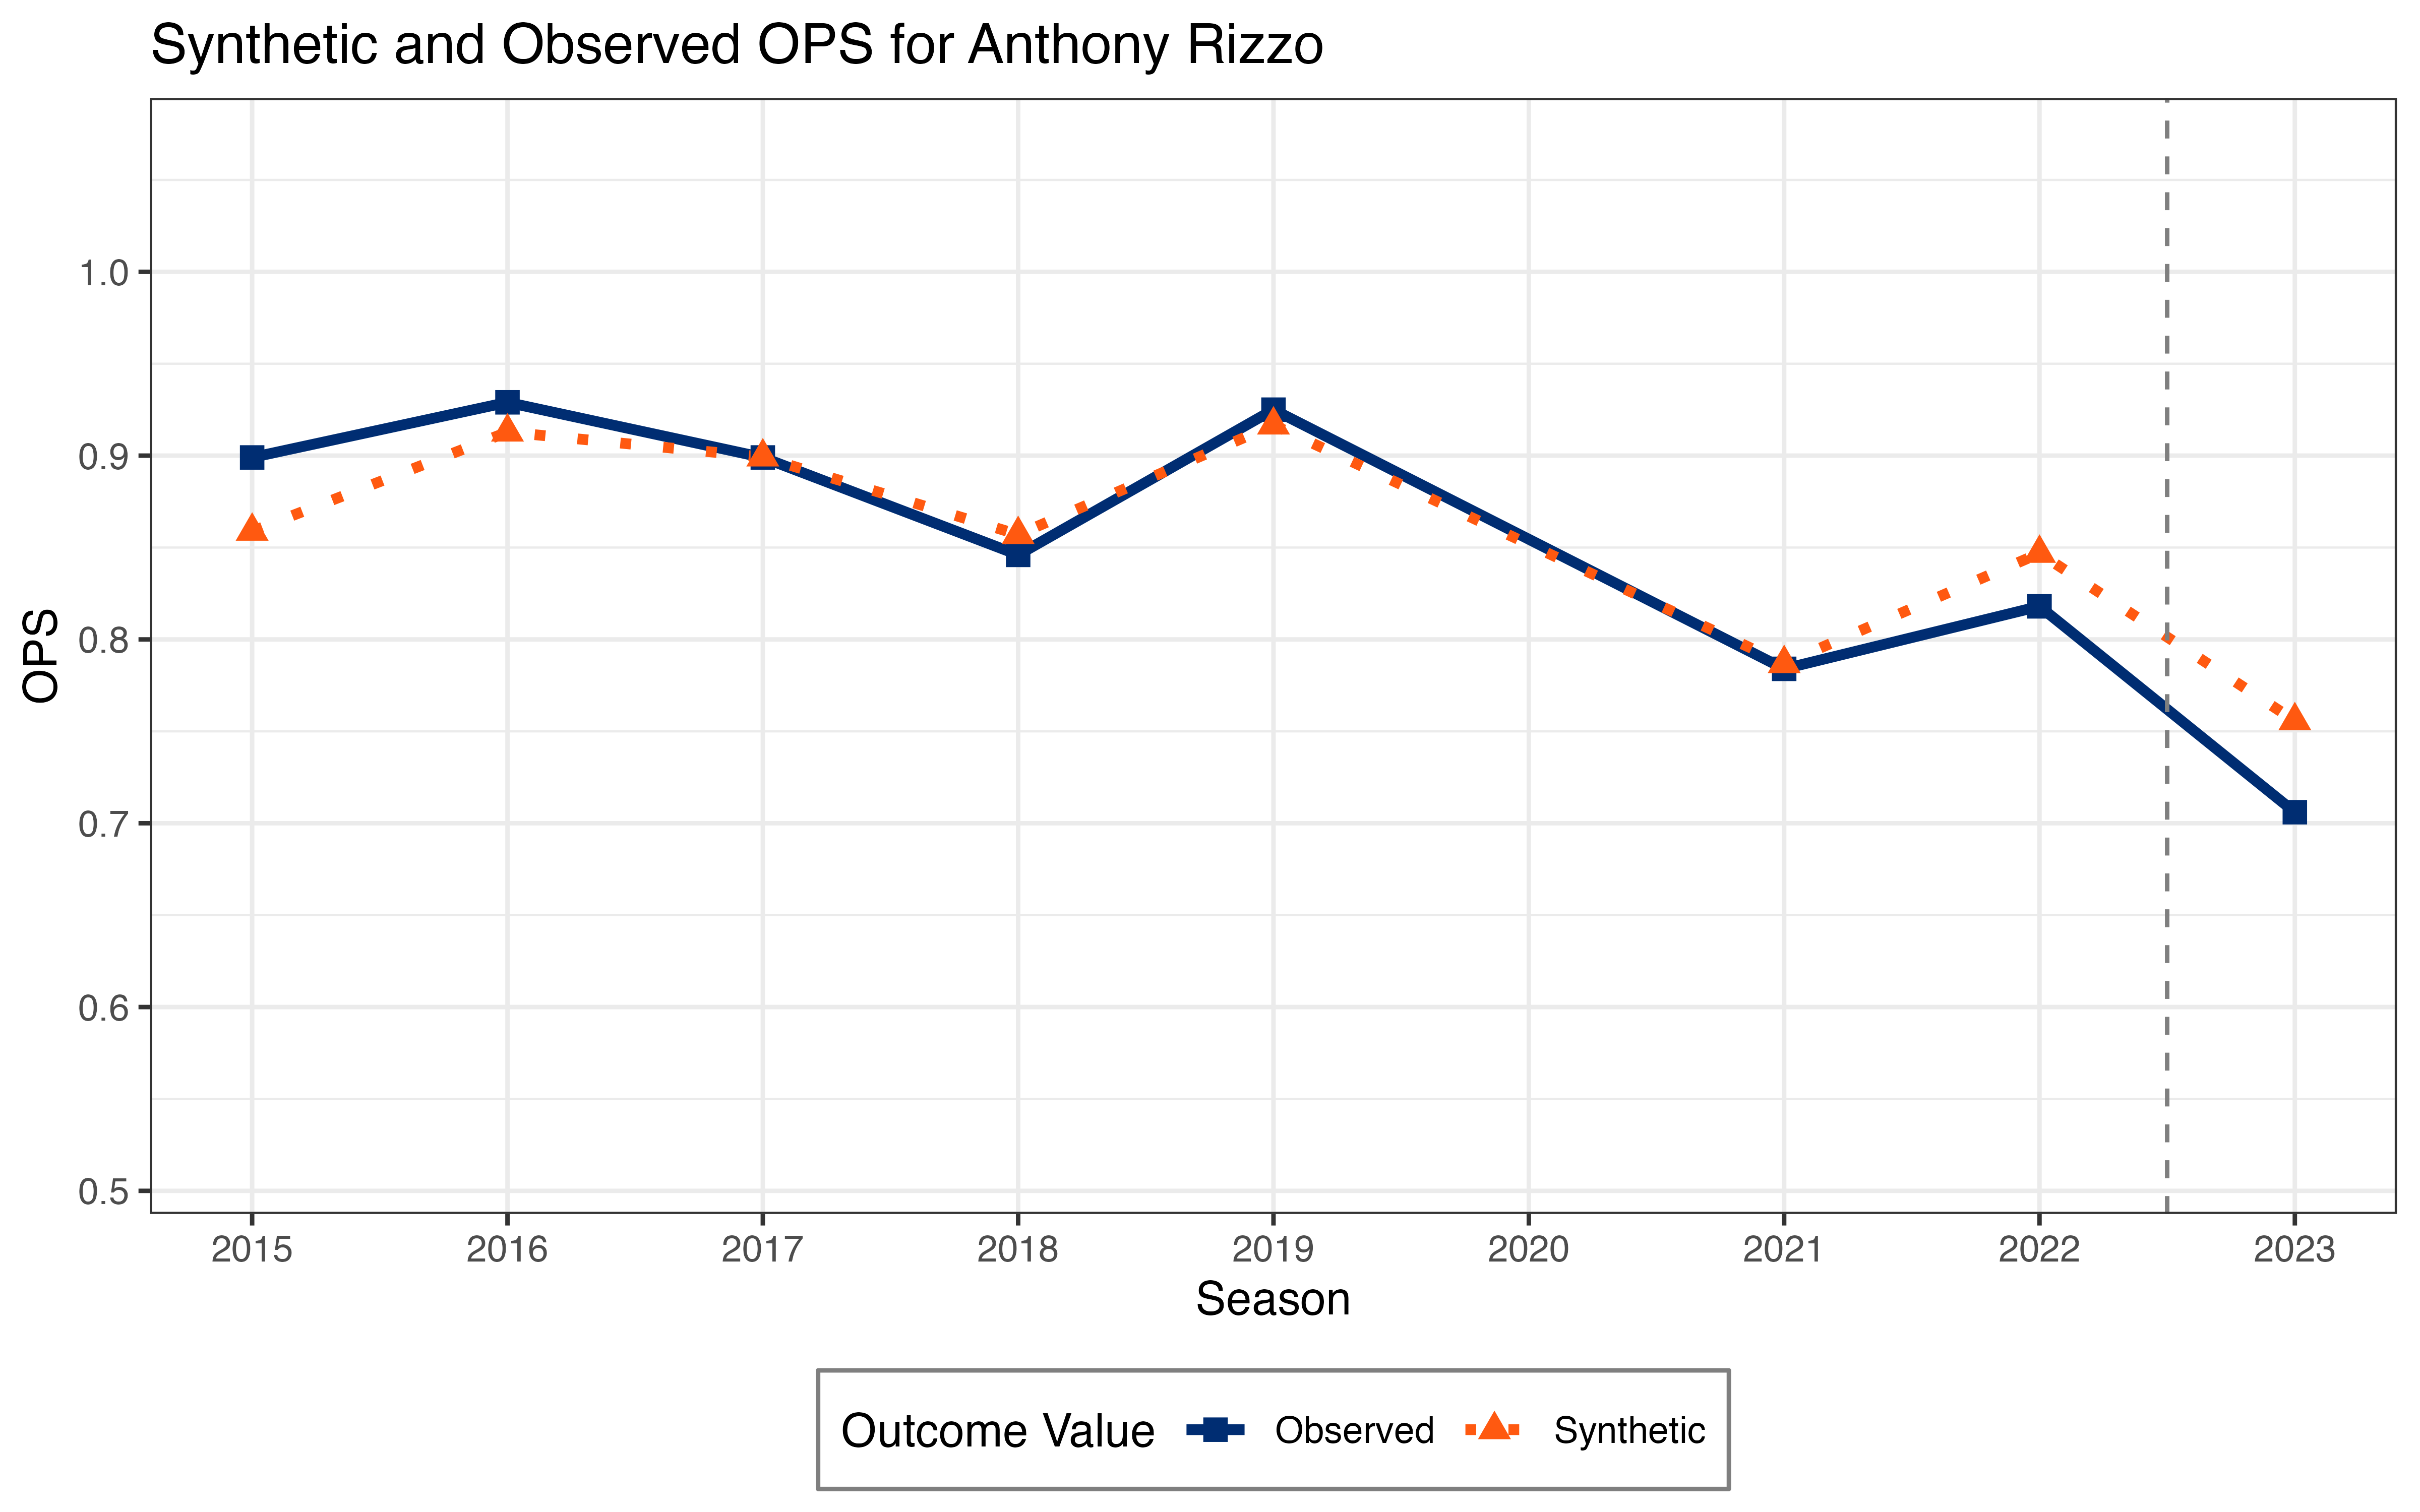 Synthetic and Observed OPS for Anthony Rizzo
OPS
1.0
0.9
0.8
0.7
0.6
0.5
2015 2016 2017 2018 2019 2020 2021 2022 2023
Season
Outcome Value Observed Synthetic